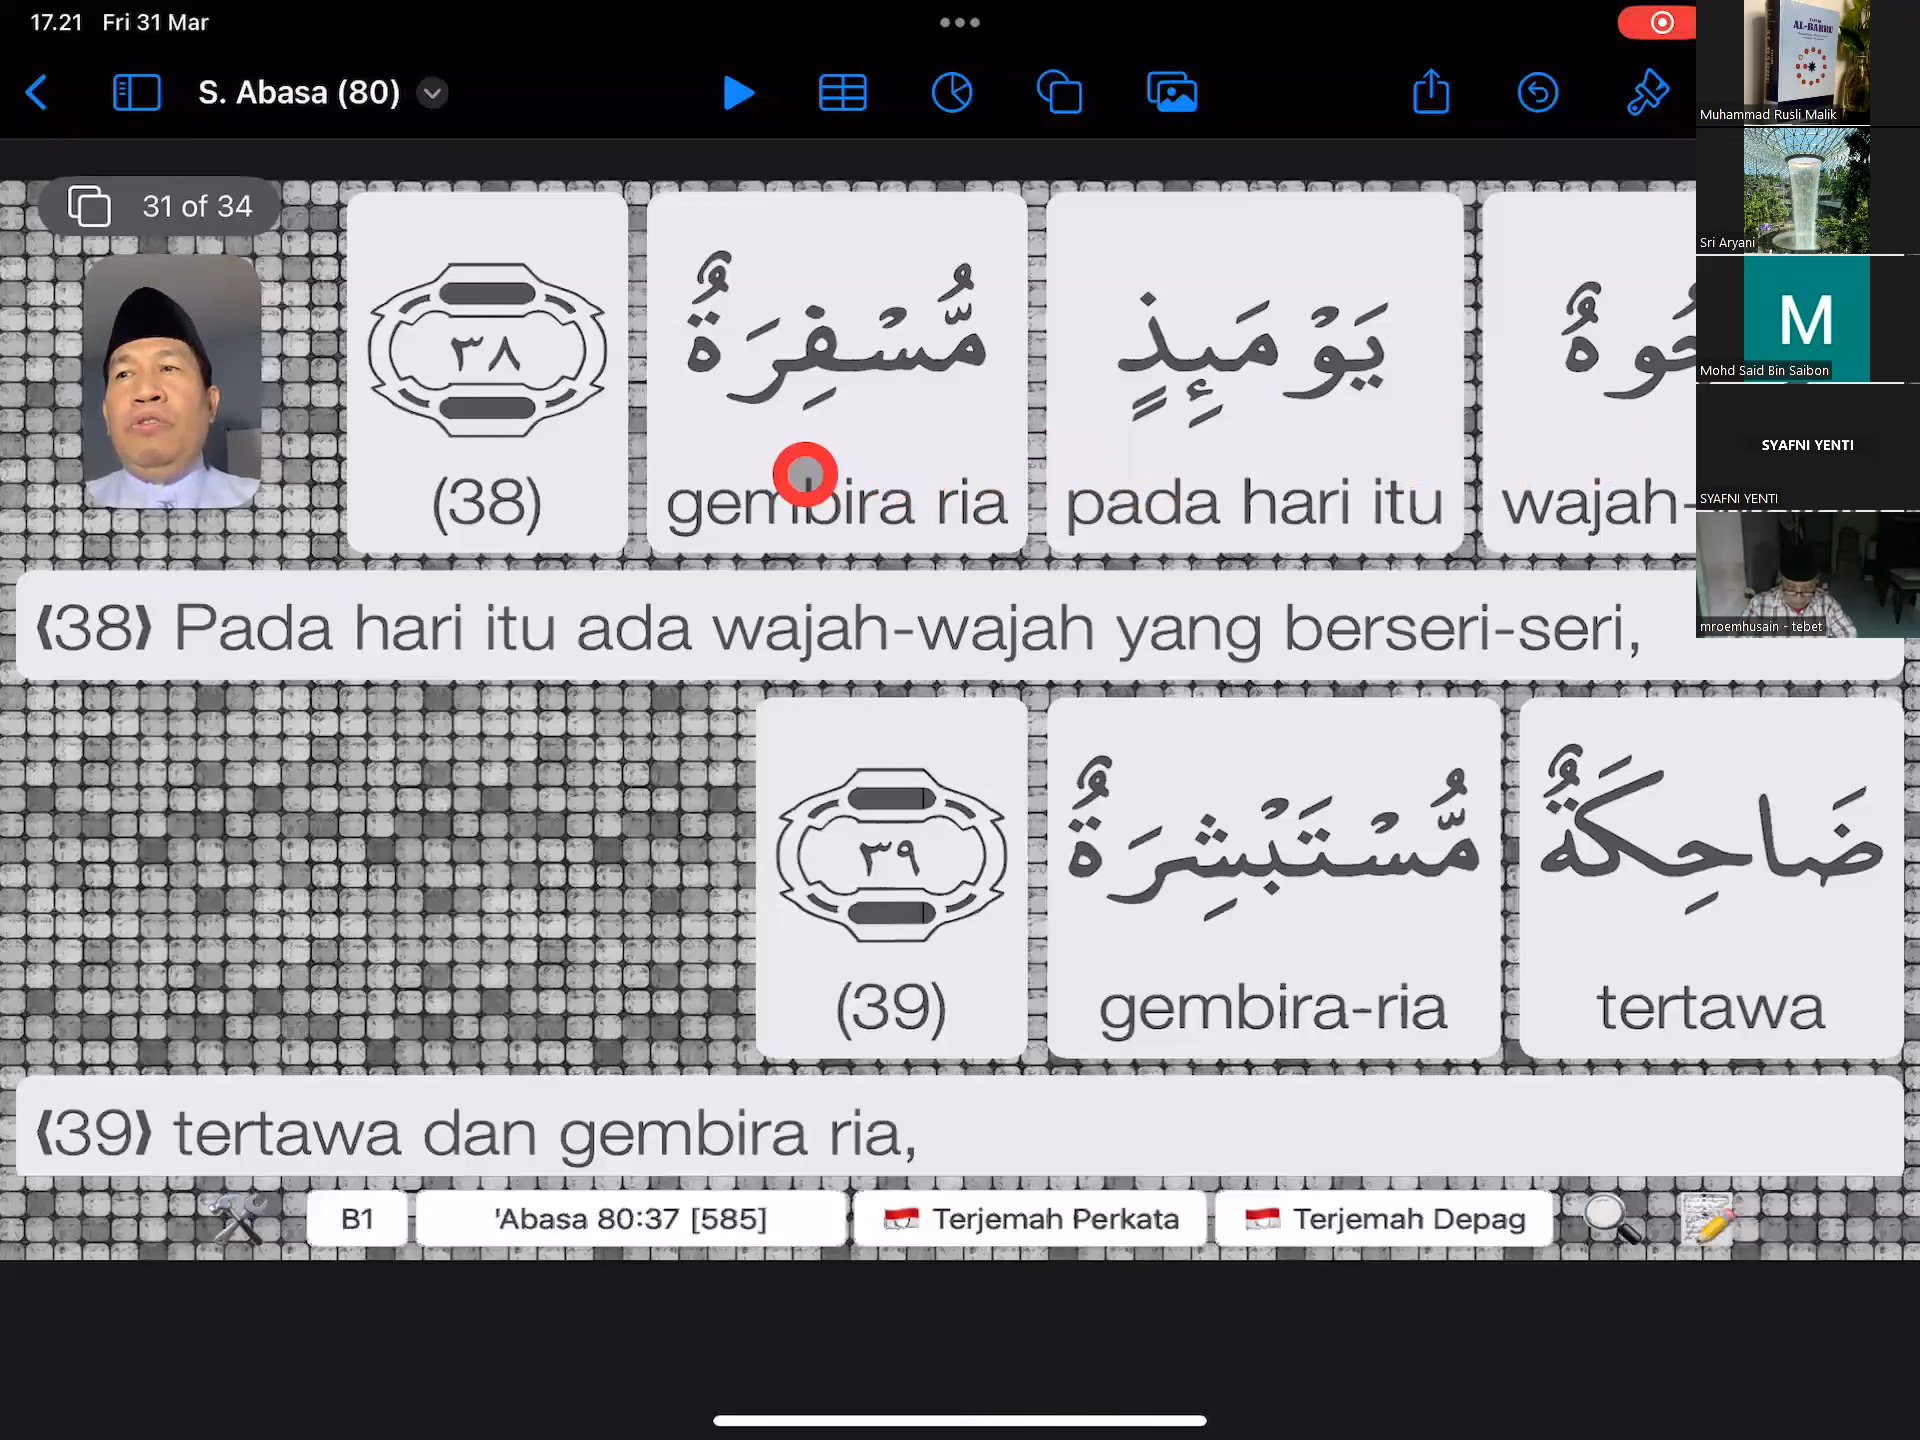 17.21 Fri 31 Mar
S. Abasa (80)
31 of 34
AL-BARRU
Muhammad Rusli Malik
Sri Aryani
M
Mohd Said Bin Saibon
SYAFNI YENTI
SYAFNI YENTI
mroemhusain - tebet
يَوْمَئِذٍ مُّسْفِرَةٌ ٣٨
wajah- pada hari itu gembira ria (38)
(38) Pada hari itu ada wajah-wajah yang berseri-seri,
ضَاحِكَةٌ مُّسْتَبْشِرَةٌ ٣٩
tertawa gembira-ria (39)
(39) tertawa dan gembira ria,
B1 'Abasa 80:37 [585] Terjemah Perkata Terjemah Depag